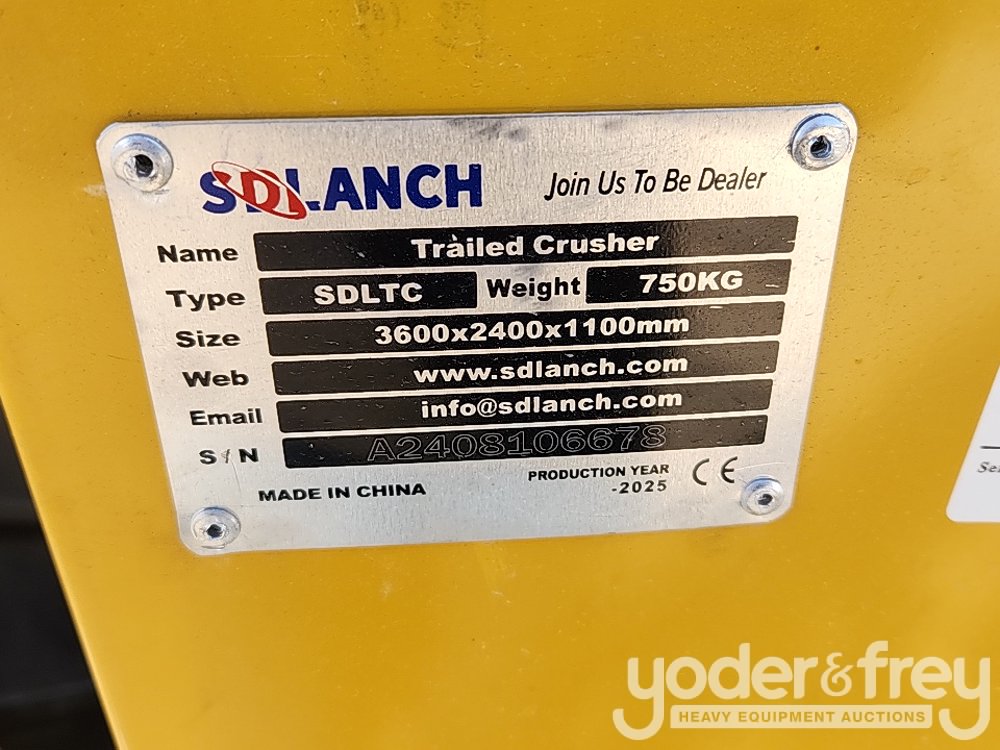 SDLANCH
Join Us To Be Dealer
Name Trailed Crusher
Type SDLTC Weight 750KG
Size 3600x2400x1100mm
Web www.sdlanch.com
Email info@sdlanch.com
S/N A2408106678
MADE IN CHINA
PRODUCTION YEAR
-2025
CE
yoder&frey
HEAVY EQUIPMENT AUCTIONS